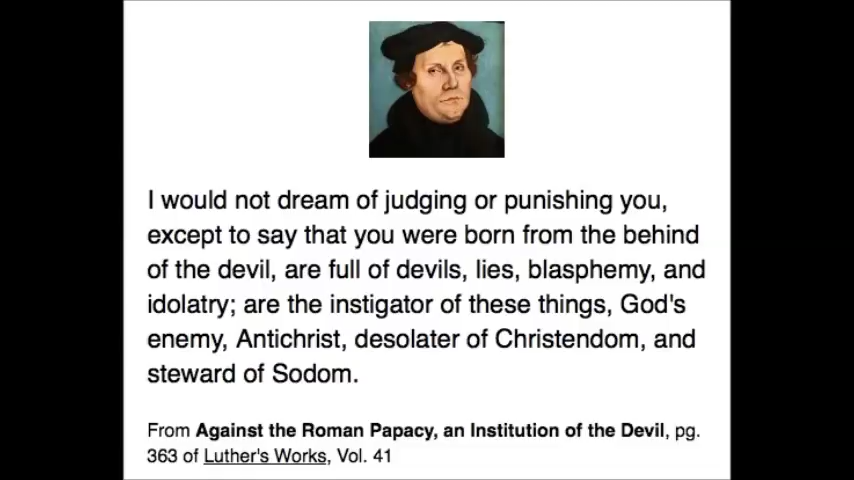 I would not dream of judging or punishing you,
except to say that you were born from the behind
of the devil, are full of devils, lies, blasphemy, and
idolatry; are the instigator of these things, God's
enemy, Antichrist, desolater of Christendom, and
steward of Sodom.
From Against the Roman Papacy, an Institution of the Devil, pg.
363 of Luther's Works, Vol. 41